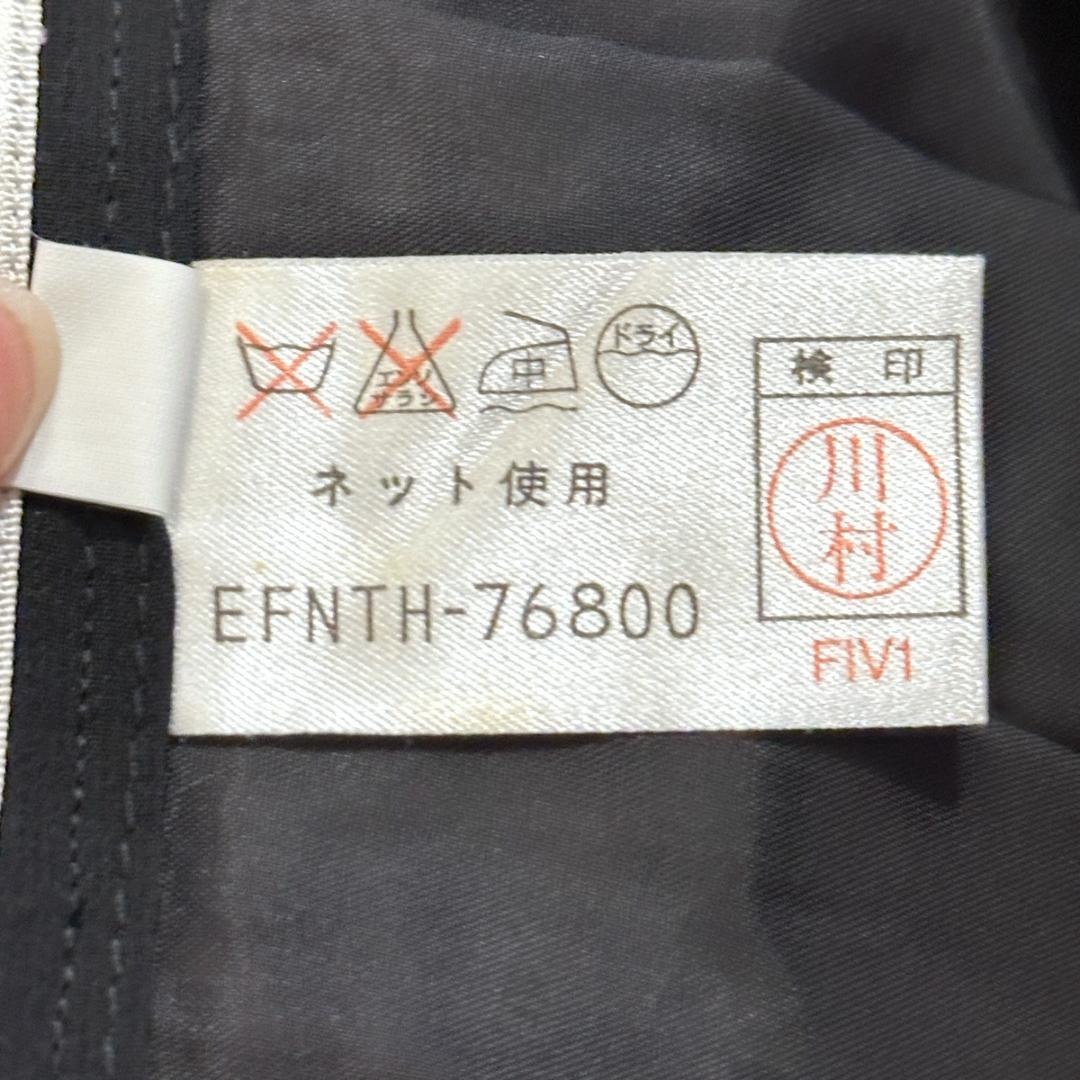 エンソ
サラシ
中
ドライ
ネット使用
EFNTH-76800
検 印
川
村
FIV1